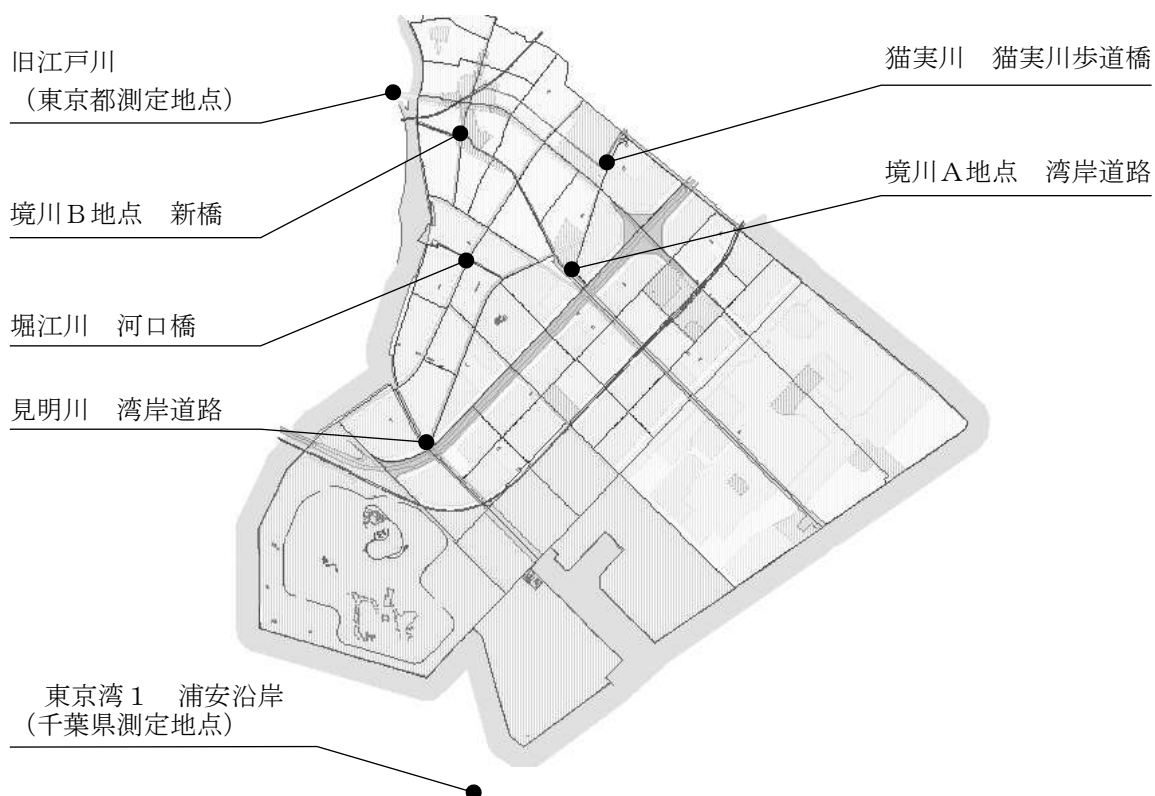 旧江戸川
（東京都測定地点）
猫実川　猫実川歩道橋
境川Ａ地点　湾岸道路
境川Ｂ地点　新橋
堀江川　河口橋
見明川　湾岸道路
東京湾１　浦安沿岸
（千葉県測定地点）